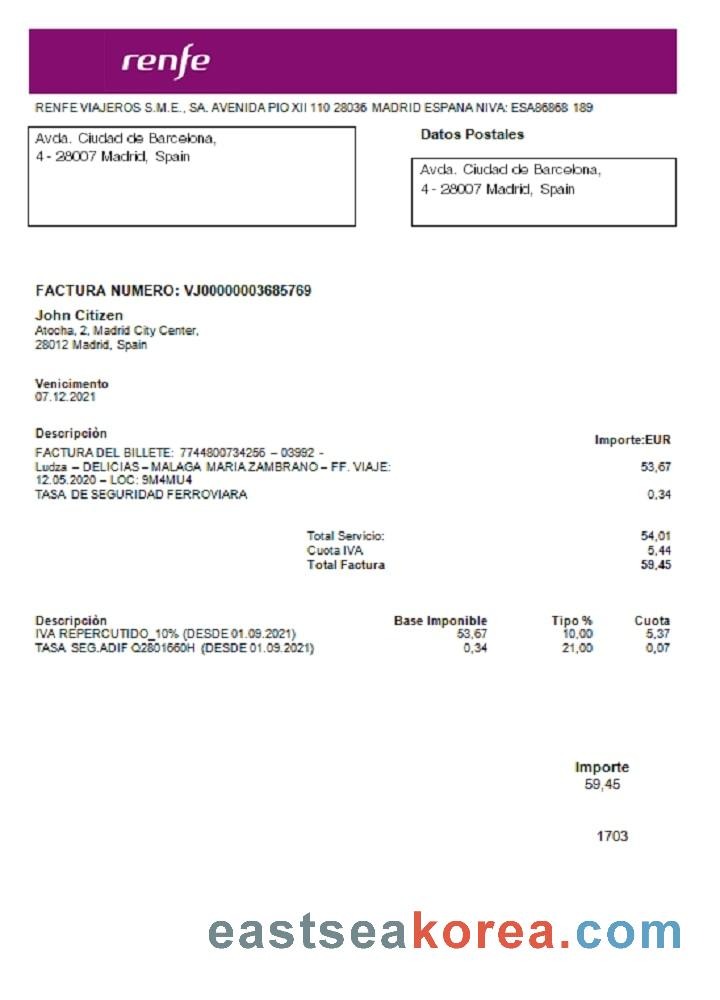 renfe
RENFE VIAJEROS S.M.E., SA. AVENIDA PIO XII 110 28036 MADRID ESPANA NIVA: ESA86868 189
Avda. Ciudad de Barcelona,
4 - 28007 Madrid, Spain
Datos Postales
Avda. Ciudad de Barcelona,
4 - 28007 Madrid, Spain
FACTURA NUMERO: VJ00000003685769
John Citizen
Atocha, 2, Madrid City Center,
28012 Madrid, Spain
Venicimento
07.12.2021
Descripciòn Importe:EUR
FACTURA DEL BILLETE: 7744800734256 – 03992 -
Ludza – DELICIAS – MALAGA MARIA ZAMBRANO – FF. VIAJE: 53,67
12.05.2020 – LOC: 9M4MU4
TASA DE SEGURIDAD FERROVIARA 0,34
Total Servicio: 54,01
Cuota IVA 5,44
Total Factura 59,45
Descripciòn Base Imponible Tipo % Cuota
IVA REPERCUTIDO_10% (DESDE 01.09.2021) 53,67 10,00 5,37
TASA SEG.ADIF Q2801660H (DESDE 01.09.2021) 0,34 21,00 0,07
Importe
59,45
1703
eastseakorea.com